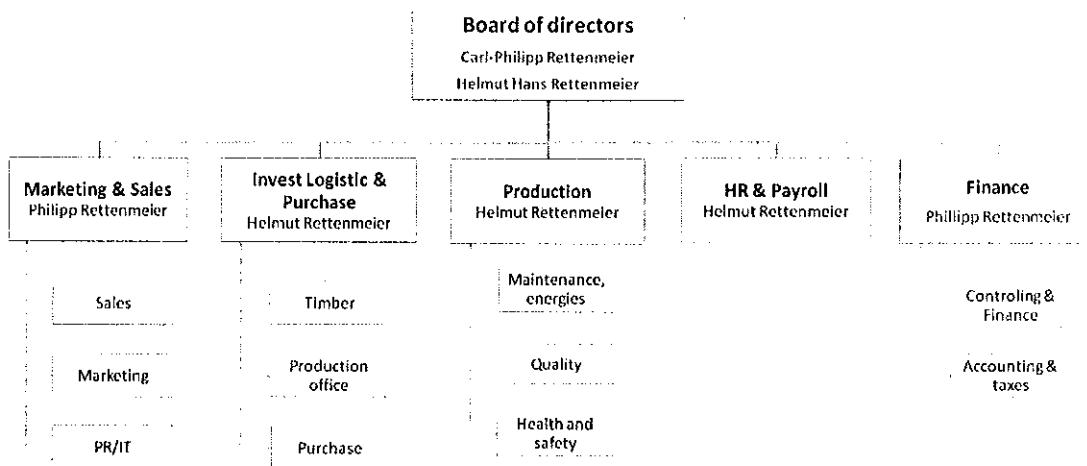 Board of directors
Carl-Philipp Rettenmeier
Helmut Hans Rettenmeier
Marketing & Sales
Philipp Rettenmeier
Invest Logistic &
Purchase
Helmut Rettenmeier
Production
Helmut Rettenmeier
HR & Payroll
Helmut Rettenmeier
Finance
Phillipp Rettenmeier
Sales
Marketing
PR/IT
Timber
Production
office
Purchase
Maintenance,
energies
Quality
Health and
safety
Controling &
Finance
Accounting &
taxes